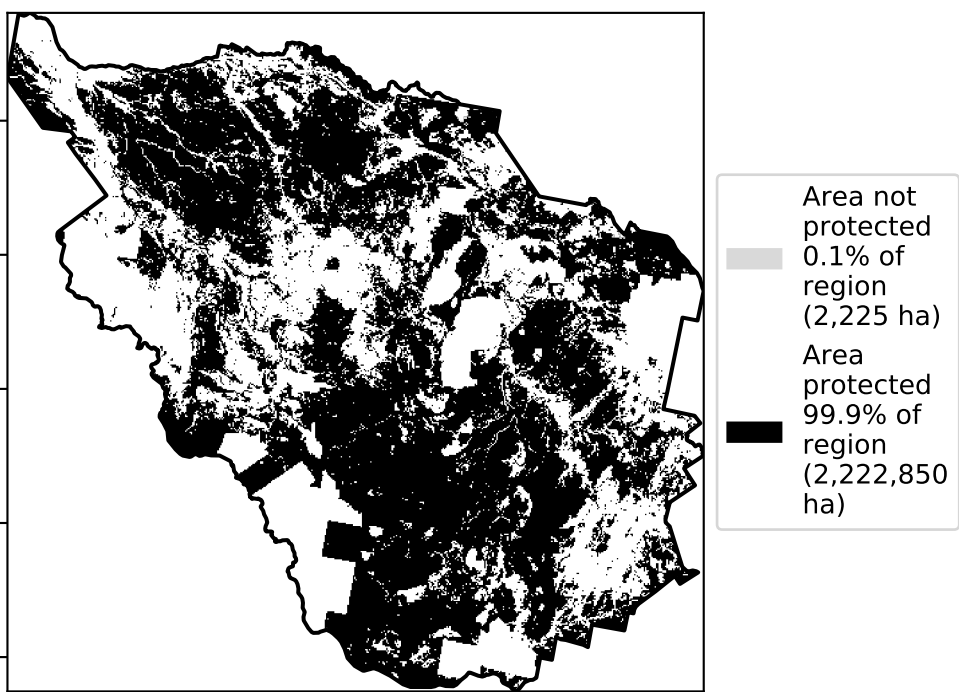 Area not
protected
0.1% of
region
(2,225 ha)
Area
protected
99.9% of
region
(2,222,850
ha)